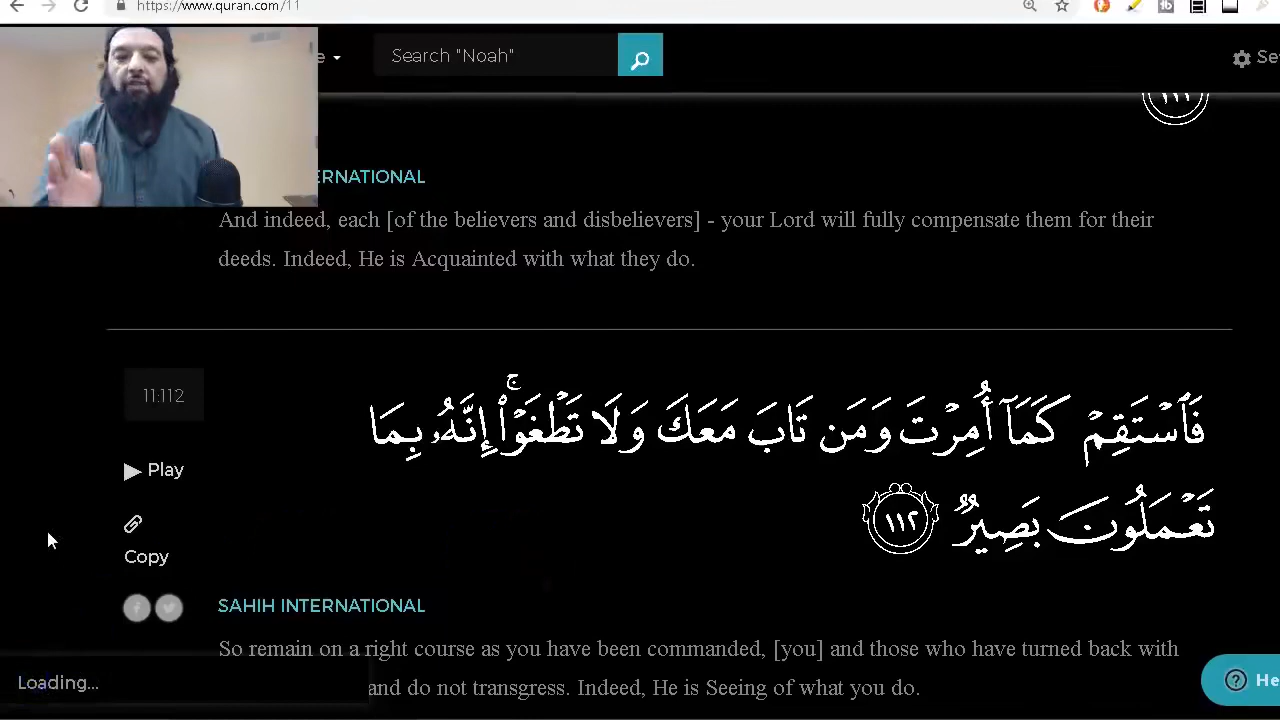 https://www.quran.com/11
Search "Noah"
١١١
ERNATIONAL
And indeed, each [of the believers and disbelievers] - your Lord will fully compensate them for their
deeds. Indeed, He is Acquainted with what they do.
11:112
فَٱسْتَقِمْ كَمَآ أُمِرْتَ وَمَن تَابَ مَعَكَ وَلَا تَطْغَوْا۟ ۚ إِنَّهُۥ بِمَا
تَعْمَلُونَ بَصِيرٌ ١١٢
Play
Copy
SAHIH INTERNATIONAL
So remain on a right course as you have been commanded, [you] and those who have turned back with
and do not transgress. Indeed, He is Seeing of what you do.
Loading...